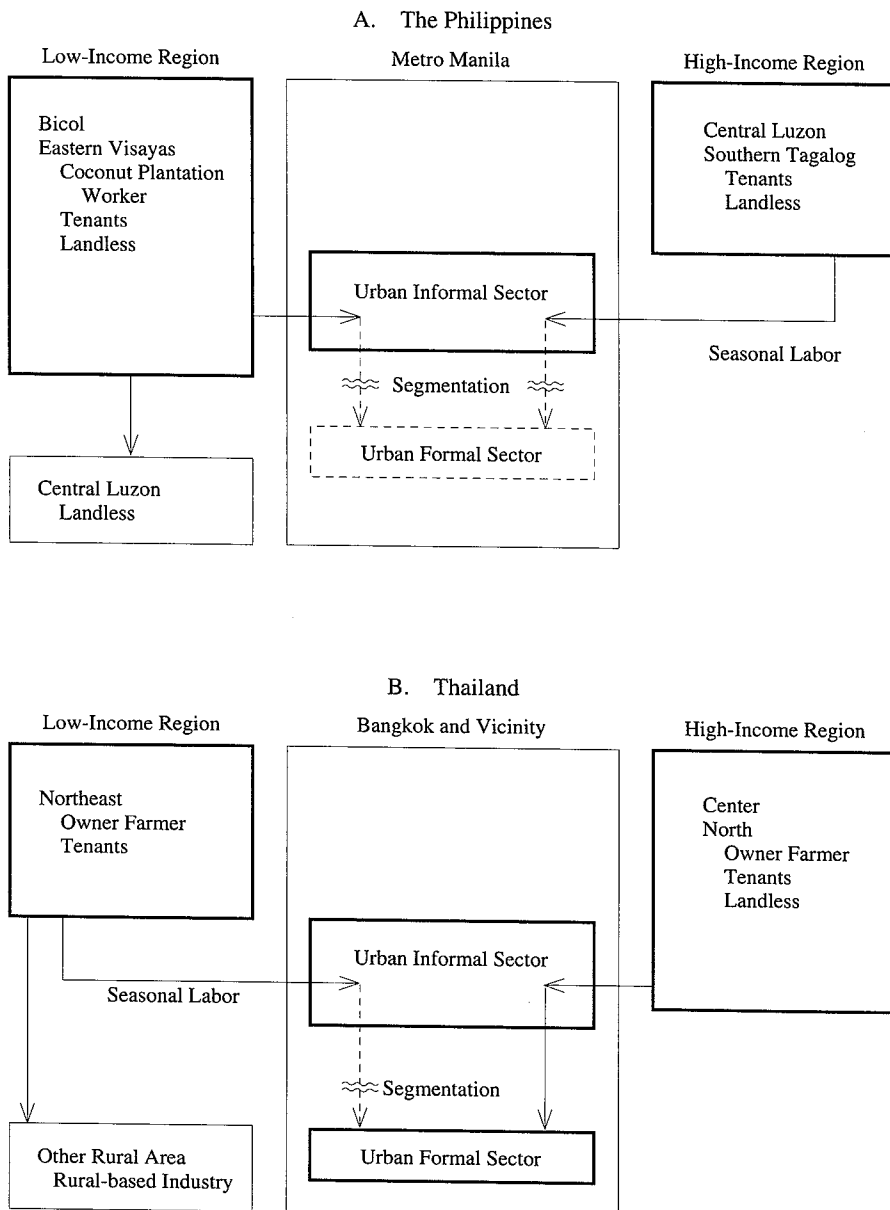 A. The Philippines
Low-Income Region
Metro Manila
High-Income Region
Bicol
Eastern Visayas
Coconut Plantation
Worker
Tenants
Landless
Central Luzon
Southern Tagalog
Tenants
Landless
Urban Informal Sector
Seasonal Labor
Segmentation
Urban Formal Sector
Central Luzon
Landless
B. Thailand
Low-Income Region
Bangkok and Vicinity
High-Income Region
Northeast
Owner Farmer
Tenants
Center
North
Owner Farmer
Tenants
Landless
Urban Informal Sector
Seasonal Labor
Segmentation
Urban Formal Sector
Other Rural Area
Rural-based Industry